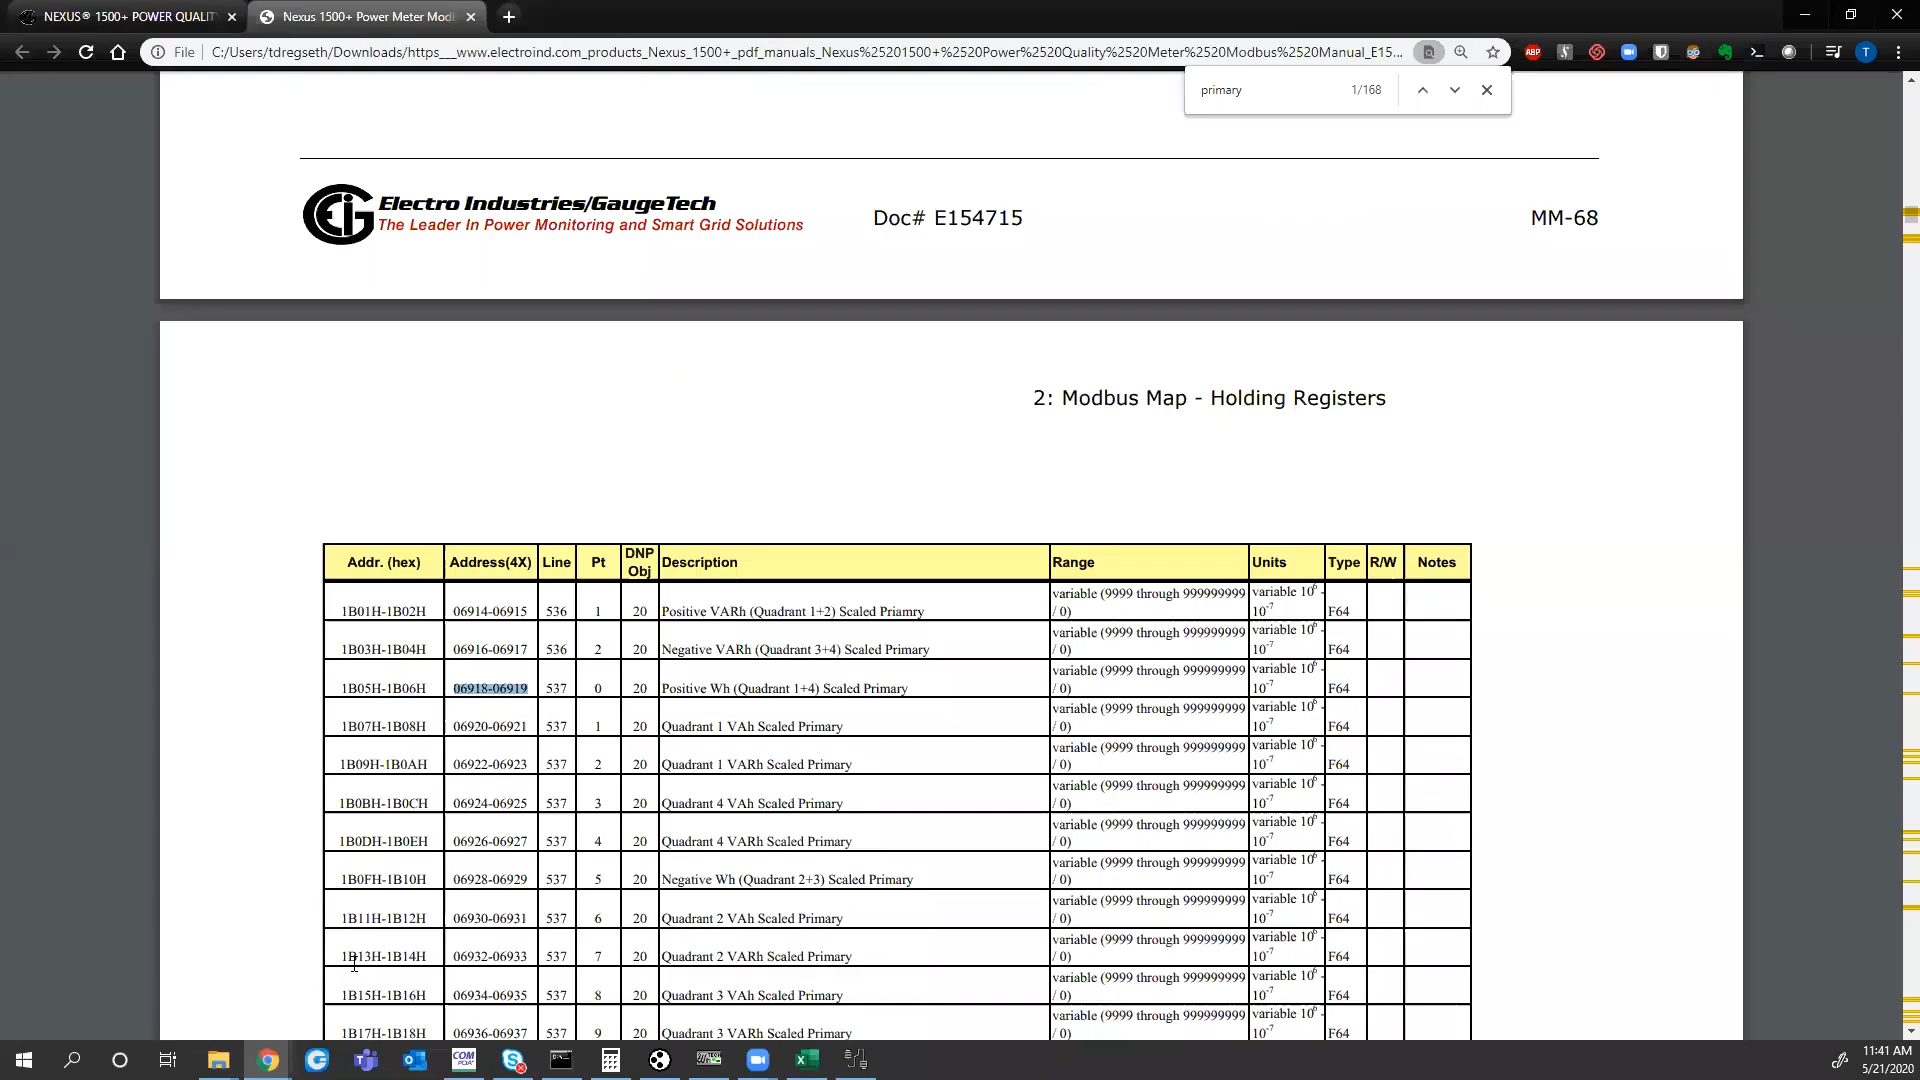 NEXUS® 1500+ POWER QUALIT
Nexus 1500+ Power Meter Modb
File
C:/Users/tdregseth/Downloads/https___www.electroind.com_products_Nexus_1500+_pdf_manuals_Nexus%25201500+%2520Power%2520Quality%2520Meter%2520Modbus%2520Manual_E15...
ABP
T
primary 1/168
EIG
Electro Industries/GaugeTech
The Leader In Power Monitoring and Smart Grid Solutions
Doc# E154715
MM-68
2: Modbus Map - Holding Registers
Addr. (hex) Address(4X) Line Pt DNP Obj Description Range Units Type R/W Notes
1B01H-1B02H 06914-06915 536 1 20 Positive VARh (Quadrant 1+2) Scaled Priamry variable (9999 through 999999999 / 0) variable 10^6 - 10^-7 F64
1B03H-1B04H 06916-06917 536 2 20 Negative VARh (Quadrant 3+4) Scaled Primary variable (9999 through 999999999 / 0) variable 10^6 - 10^-7 F64
1B05H-1B06H 06918-06919 537 0 20 Positive Wh (Quadrant 1+4) Scaled Primary variable (9999 through 999999999 / 0) variable 10^6 - 10^-7 F64
1B07H-1B08H 06920-06921 537 1 20 Quadrant 1 VAh Scaled Primary variable (9999 through 999999999 / 0) variable 10^6 - 10^-7 F64
1B09H-1B0AH 06922-06923 537 2 20 Quadrant 1 VARh Scaled Primary variable (9999 through 999999999 / 0) variable 10^6 - 10^-7 F64
1B0BH-1B0CH 06924-06925 537 3 20 Quadrant 4 VAh Scaled Primary variable (9999 through 999999999 / 0) variable 10^6 - 10^-7 F64
1B0DH-1B0EH 06926-06927 537 4 20 Quadrant 4 VARh Scaled Primary variable (9999 through 999999999 / 0) variable 10^6 - 10^-7 F64
1B0FH-1B10H 06928-06929 537 5 20 Negative Wh (Quadrant 2+3) Scaled Primary variable (9999 through 999999999 / 0) variable 10^6 - 10^-7 F64
1B11H-1B12H 06930-06931 537 6 20 Quadrant 2 VAh Scaled Primary variable (9999 through 999999999 / 0) variable 10^6 - 10^-7 F64
1B13H-1B14H 06932-06933 537 7 20 Quadrant 2 VARh Scaled Primary variable (9999 through 999999999 / 0) variable 10^6 - 10^-7 F64
1B15H-1B16H 06934-06935 537 8 20 Quadrant 3 VAh Scaled Primary variable (9999 through 999999999 / 0) variable 10^6 - 10^-7 F64
1B17H-1B18H 06936-06937 537 9 20 Quadrant 3 VARh Scaled Primary variable (9999 through 999999999 / 0) variable 10^6 - 10^-7 F64
COM
11:41 AM
5/21/2020